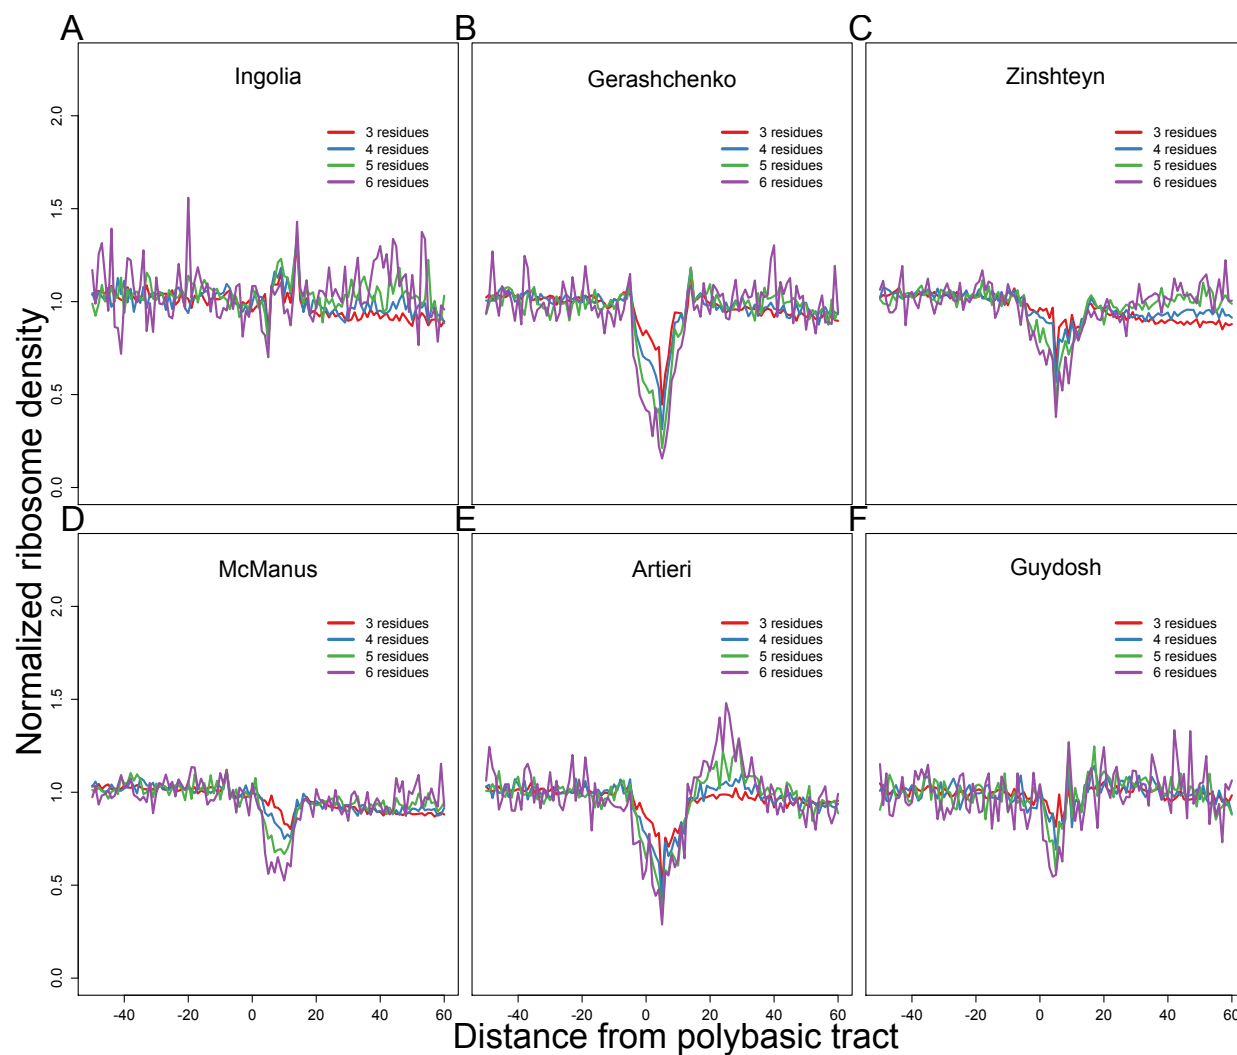 A
B
C
Ingolia
Gerashchenko
Zinshteyn
3 residues
4 residues
5 residues
6 residues
3 residues
4 residues
5 residues
6 residues
3 residues
4 residues
5 residues
6 residues
2.0
1.5
1.0
0.5
0.0
D
E
F
McManus
Artieri
Guydosh
3 residues
4 residues
5 residues
6 residues
3 residues
4 residues
5 residues
6 residues
3 residues
4 residues
5 residues
6 residues
2.0
1.5
1.0
0.5
0.0
Normalized ribosome density
-40 -20 0 20 40 60
-40 -20 0 20 40 60
-40 -20 0 20 40 60
Distance from polybasic tract